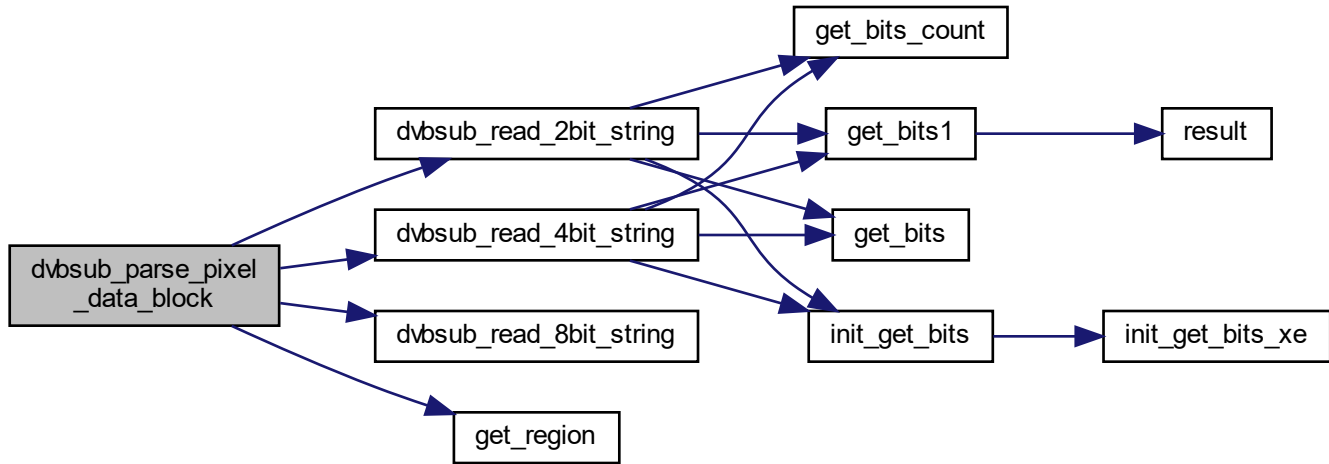 get_bits_count
dvbsub_read_2bit_string
get_bits1
result
dvbsub_read_4bit_string
get_bits
dvbsub_parse_pixel
_data_block
dvbsub_read_8bit_string
init_get_bits
init_get_bits_xe
get_region